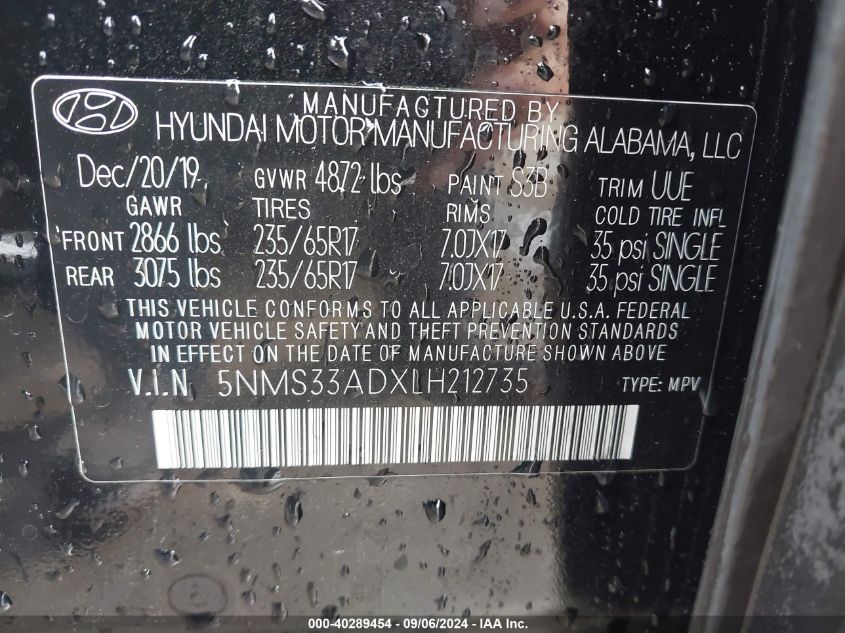 MANUFACTURED BY
HYUNDAI MOTOR MANUFACTURING ALABAMA, LLC
Dec/20/19 GVWR 4872 lbs PAINT S3B TRIM UUE
GAWR TIRES RIMS COLD TIRE INFL
FRONT 2866 lbs 235/65R17 7.0JX17 35 psi SINGLE
REAR 3075 lbs 235/65R17 7.0JX17 35 psi SINGLE
THIS VEHICLE CONFORMS TO ALL APPLICABLE U.S.A. FEDERAL
MOTOR VEHICLE SAFETY AND THEFT PREVENTION STANDARDS
IN EFFECT ON THE DATE OF MANUFACTURE SHOWN ABOVE
V.I.N 5NMS33ADXLH212735 TYPE: MPV
000-40289454 - 09/06/2024 - IAA Inc.